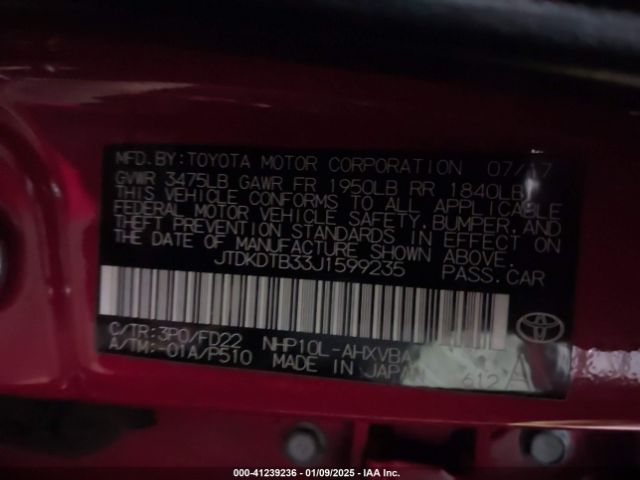 MFD.BY:TOYOTA MOTOR CORPORATION 07/17
GVWR 3475LB GAWR FR 1950LB RR 1840LB
THIS VEHICLE CONFORMS TO ALL APPLICABLE
FEDERAL MOTOR VEHICLE SAFETY, BUMPER, AND
THEFT PREVENTION STANDARDS IN EFFECT ON
THE DATE OF MANUFACTURE SHOWN ABOVE.
JTDKDTB33J1599235 PASS.CAR
C/TR:3P0/FD22 NHP10L-AHXVBA
A/TM:-01A/P510 MADE IN JAPAN 612 A
000-41239236 - 01/09/2025 - IAA Inc.